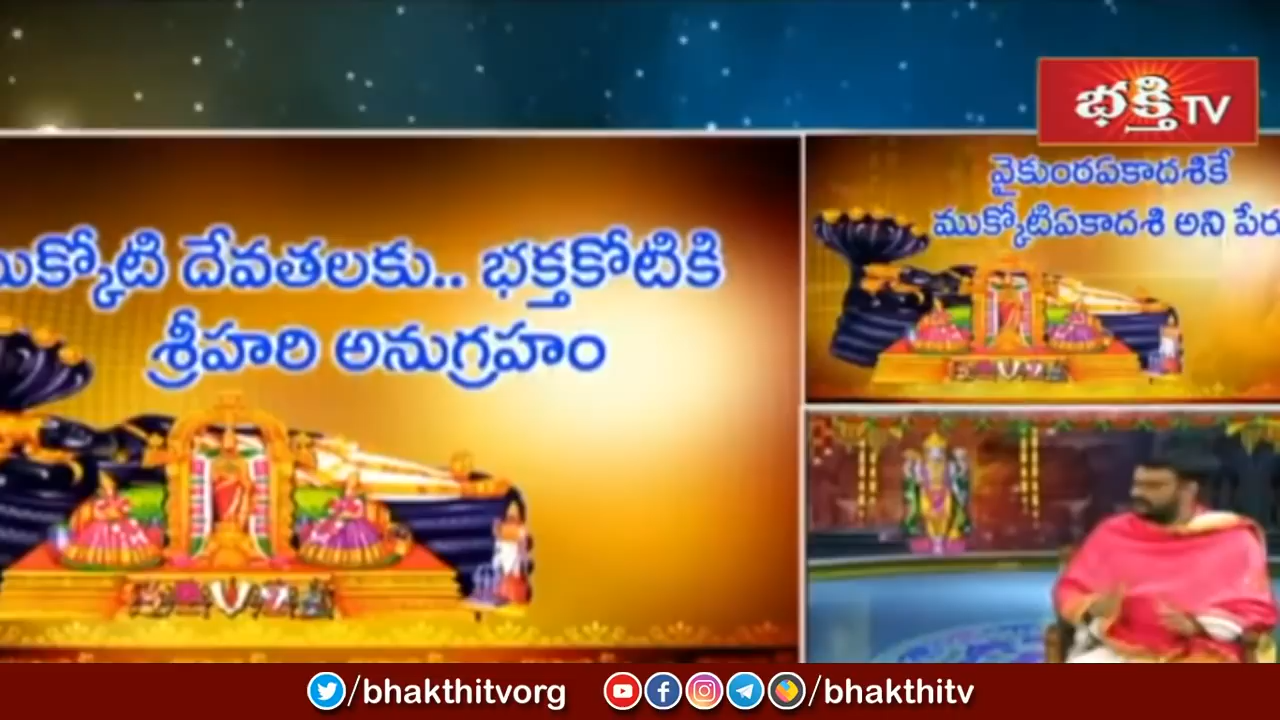 భక్తి TV
ముక్కోటి దేవతలకు.. భక్తకోటికి
శ్రీహరి అనుగ్రహం
వైకుంఠఏకాదశికే
ముక్కోటిఏకాదశి అని పేరు
/bhakthitvorg
/bhakthitv